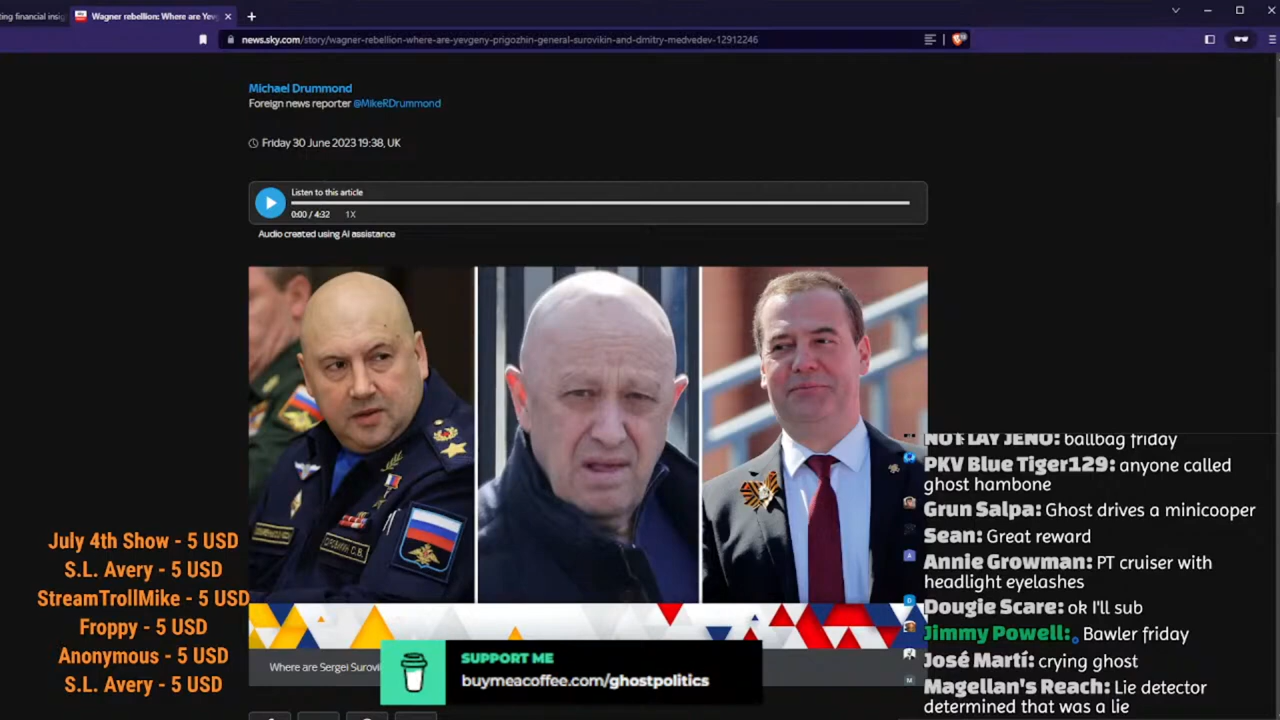 ting financial insig
Wagner rebellion: Where are Yev
news.sky.com/story/wagner-rebellion-where-are-yevgeny-prigozhin-general-surovikin-and-dmitry-medvedev-12912246
Michael Drummond
Foreign news reporter @MikeRDrummond
Friday 30 June 2023 19:38, UK
Listen to this article
0:00 / 4:32 1X
Audio created using AI assistance
NOT LAY JENO: ballbag friday
PKV Blue Tiger129: anyone called
ghost hambone
Grun Salpa: Ghost drives a minicooper
Sean: Great reward
Annie Growman: PT cruiser with
headlight eyelashes
Dougie Scare: ok I'll sub
Jimmy Powell: Bawler friday
José Martí: crying ghost
Magellan's Reach: Lie detector
determined that was a lie
July 4th Show - 5 USD
S.L. Avery - 5 USD
StreamTrollMike - 5 USD
Froppy - 5 USD
Anonymous - 5 USD
S.L. Avery - 5 USD
Where are Sergei Surovi
SUPPORT ME
buymeacoffee.com/ghostpolitics